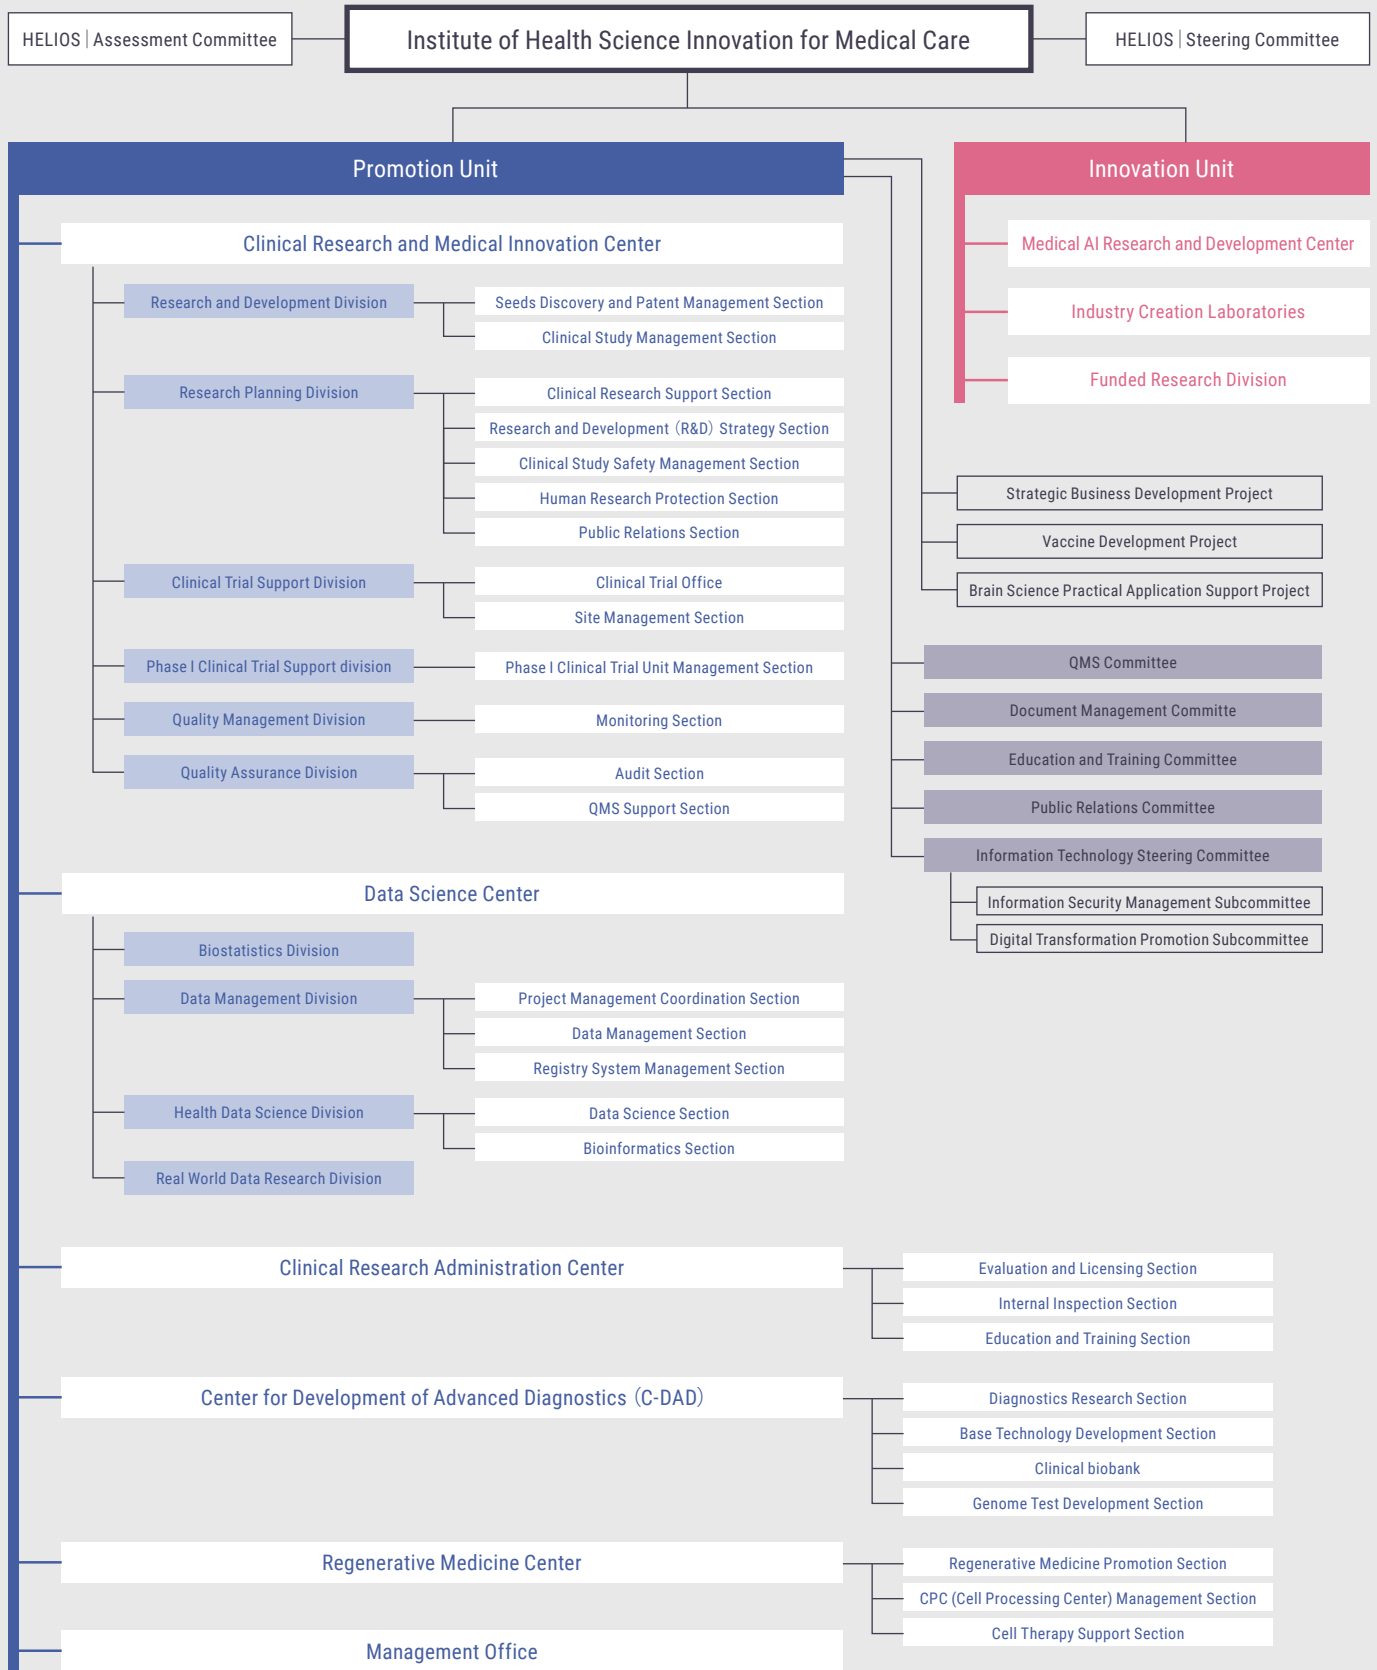 HELIOS | Assessment Committee
Institute of Health Science Innovation for Medical Care
HELIOS | Steering Committee
Promotion Unit
Clinical Research and Medical Innovation Center
Research and Development Division
Seeds Discovery and Patent Management Section
Clinical Study Management Section
Research Planning Division
Clinical Research Support Section
Research and Development (R&D) Strategy Section
Clinical Study Safety Management Section
Human Research Protection Section
Public Relations Section
Clinical Trial Support Division
Clinical Trial Office
Site Management Section
Phase I Clinical Trial Support division
Phase I Clinical Trial Unit Management Section
Quality Management Division
Monitoring Section
Quality Assurance Division
Audit Section
QMS Support Section
Data Science Center
Biostatistics Division
Data Management Division
Project Management Coordination Section
Data Management Section
Registry System Management Section
Health Data Science Division
Data Science Section
Bioinformatics Section
Real World Data Research Division
Clinical Research Administration Center
Evaluation and Licensing Section
Internal Inspection Section
Education and Training Section
Center for Development of Advanced Diagnostics (C-DAD)
Diagnostics Research Section
Base Technology Development Section
Clinical biobank
Genome Test Development Section
Regenerative Medicine Center
Regenerative Medicine Promotion Section
CPC (Cell Processing Center) Management Section
Cell Therapy Support Section
Management Office
Innovation Unit
Medical AI Research and Development Center
Industry Creation Laboratories
Funded Research Division
Strategic Business Development Project
Vaccine Development Project
Brain Science Practical Application Support Project
QMS Committee
Document Management Committe
Education and Training Committee
Public Relations Committee
Information Technology Steering Committee
Information Security Management Subcommittee
Digital Transformation Promotion Subcommittee